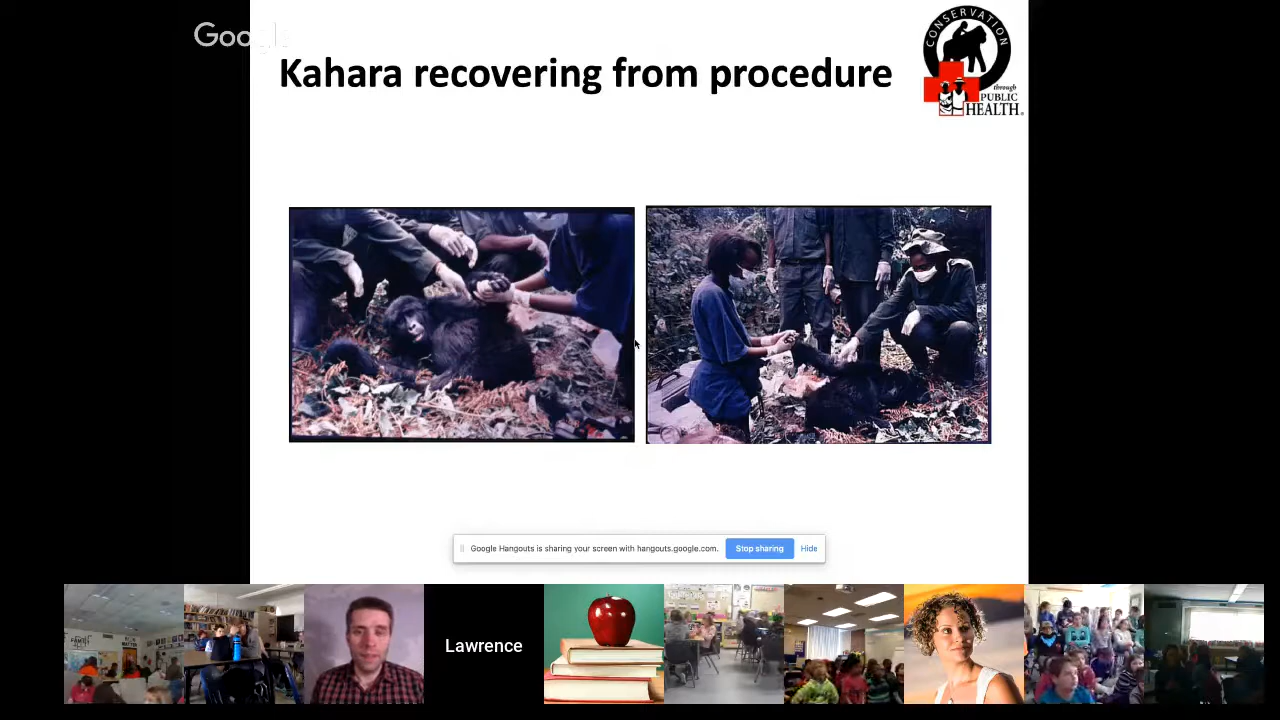 Google
Kahara recovering from procedure
CONSERVATION
through
PUBLIC
HEALTH
Google Hangouts is sharing your screen with hangouts.google.com.
Stop sharing
Hide
Lawrence